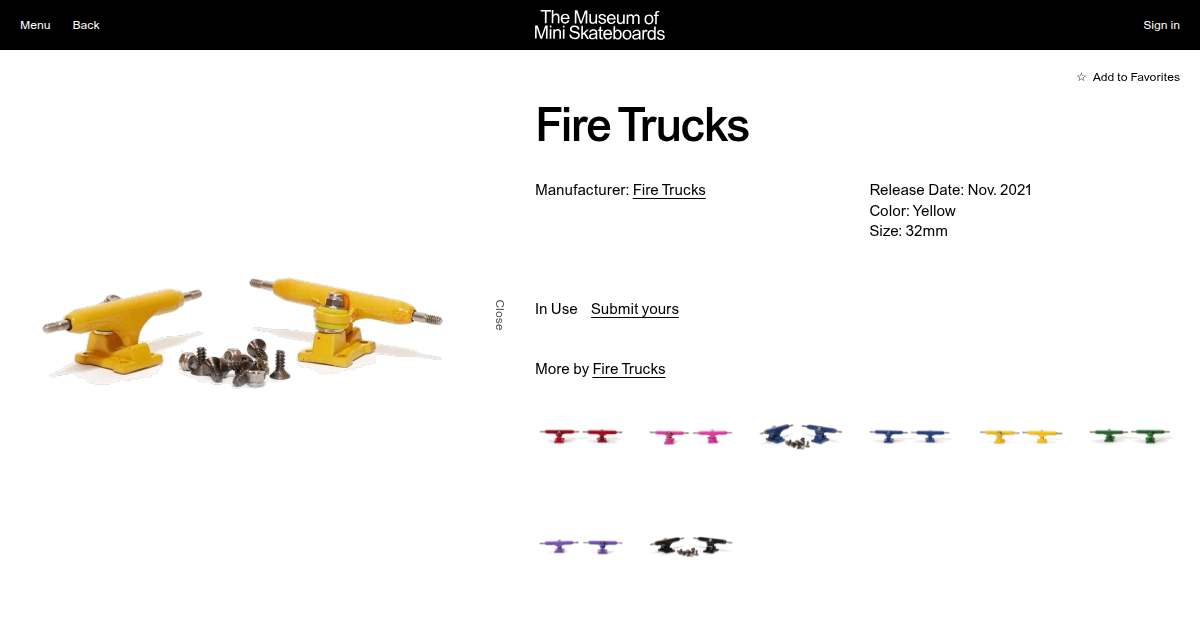 Menu
Back
The Museum of
Mini Skateboards
Sign in
☆ Add to Favorites
Fire Trucks
Manufacturer: Fire Trucks
Release Date: Nov. 2021
Color: Yellow
Size: 32mm
Close
In Use
Submit yours
More by Fire Trucks